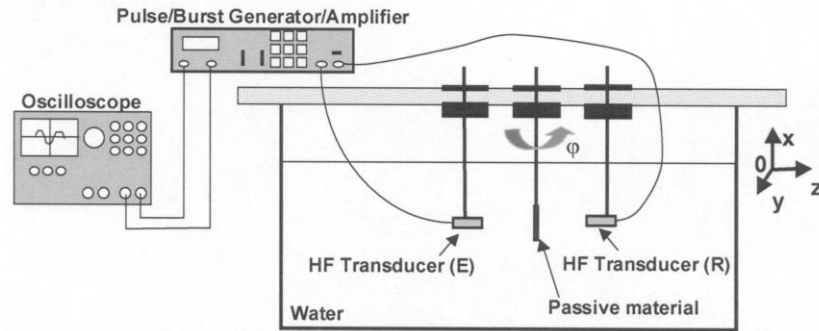 Pulse/Burst Generator/Amplifier
Oscilloscope
φ
x
0
y
z
HF Transducer (E)
HF Transducer (R)
Passive material
Water